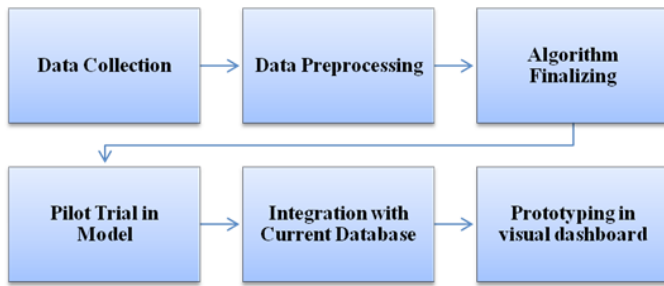 Data Collection
Data Preprocessing
Algorithm
Finalizing
Pilot Trial in
Model
Integration with
Current Database
Prototyping in
visual dashboard